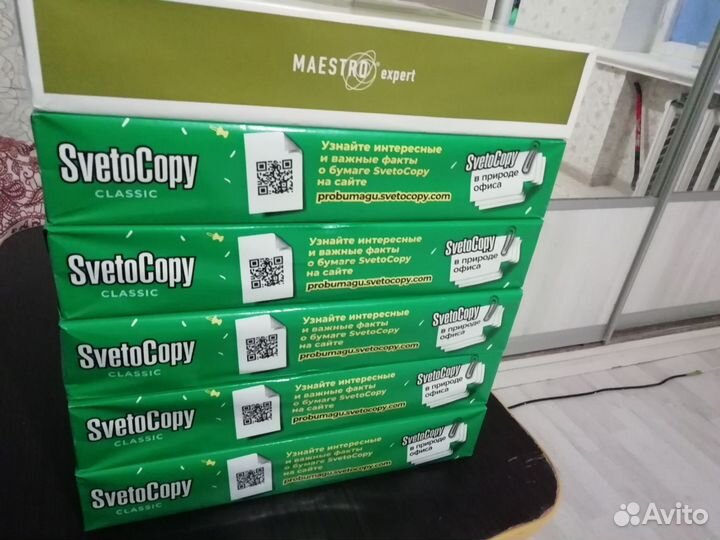 MAESTRO® expert
SvetoCopy
CLASSIC
Узнайте интересные
и важные факты
о бумаге SvetoCopy
на сайте
probumagu.svetocopy.com
SvetoCopy
в природе
офиса
SvetoCopy
CLASSIC
Узнайте интересные
и важные факты
о бумаге SvetoCopy
на сайте
probumagu.svetocopy.com
SvetoCopy
в природе
офиса
SvetoCopy
CLASSIC
Узнайте интересные
и важные факты
о бумаге SvetoCopy
на сайте
probumagu.svetocopy.com
SvetoCopy
в природе
офиса
SvetoCopy
CLASSIC
Узнайте интересные
и важные факты
о бумаге SvetoCopy
на сайте
probumagu.svetocopy.com
SvetoCopy
в природе
офиса
SvetoCopy
CLASSIC
Узнайте интересные
и важные факты
о бумаге SvetoCopy
на сайте
probumagu.svetocopy.com
SvetoCopy
в природе
офиса
Avito